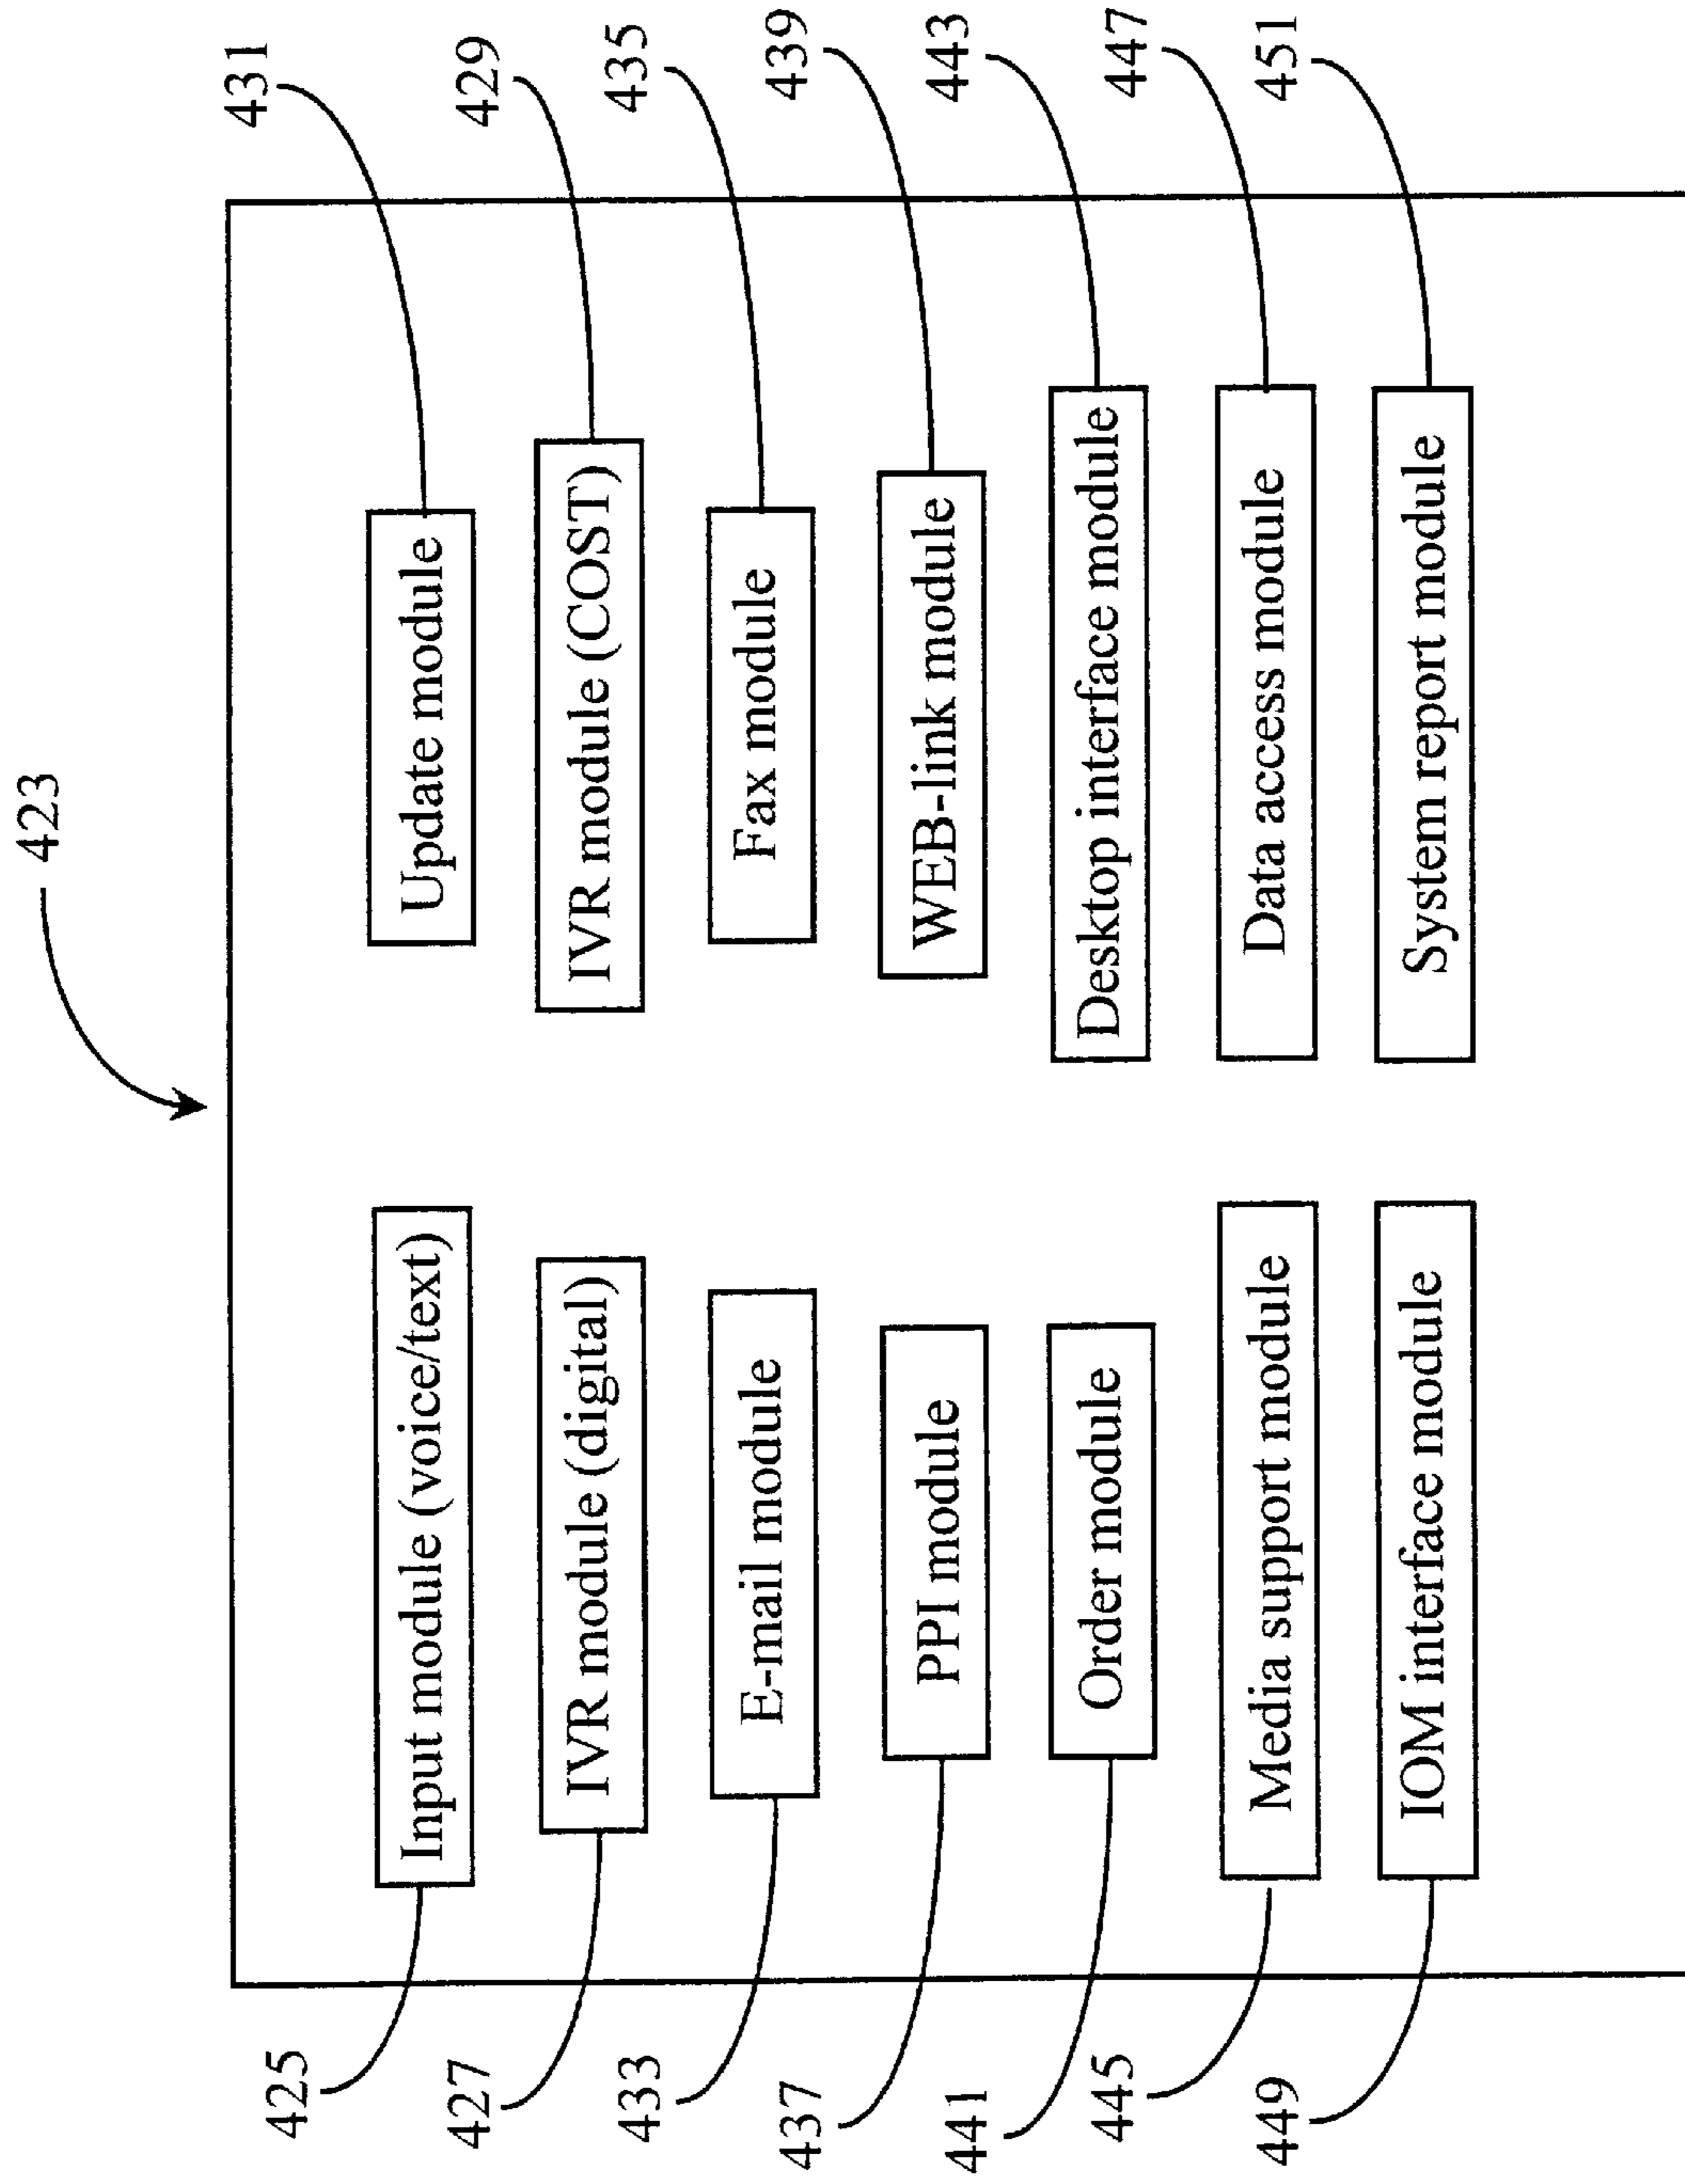 423
425
Input module (voice/text)
Update module
431
427
IVR module (digital)
IVR module (COST)
429
433
E-mail module
Fax module
435
437
PPI module
WEB-link module
439
441
Order module
Desktop interface module
443
445
Media support module
Data access module
447
449
IOM interface module
System report module
451